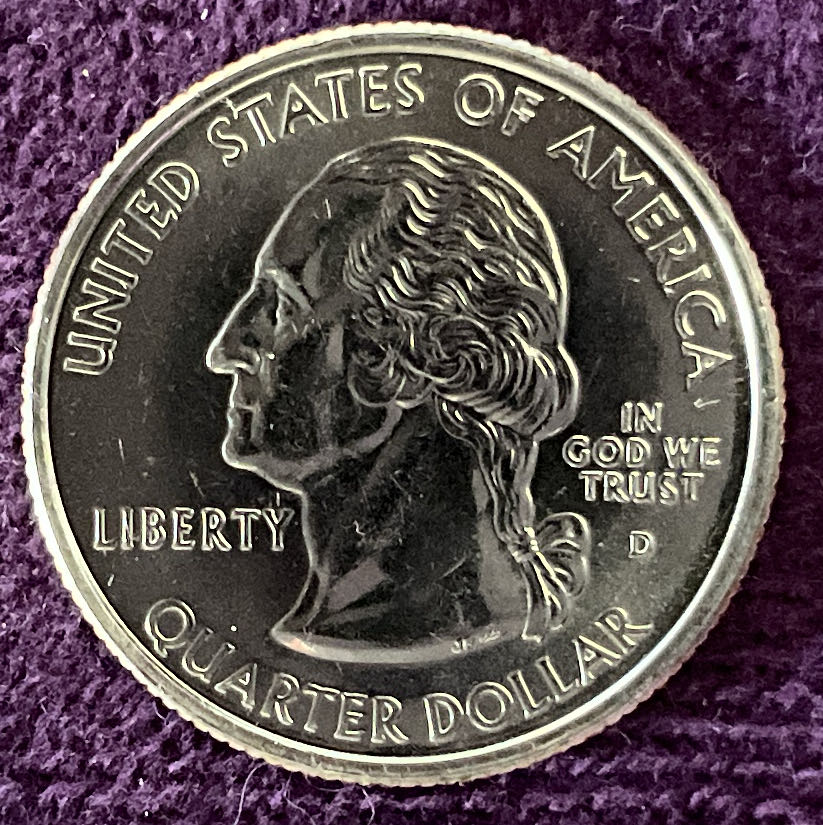 UNITED STATES OF AMERICA
LIBERTY
IN
GOD WE
TRUST
D
QUARTER DOLLAR